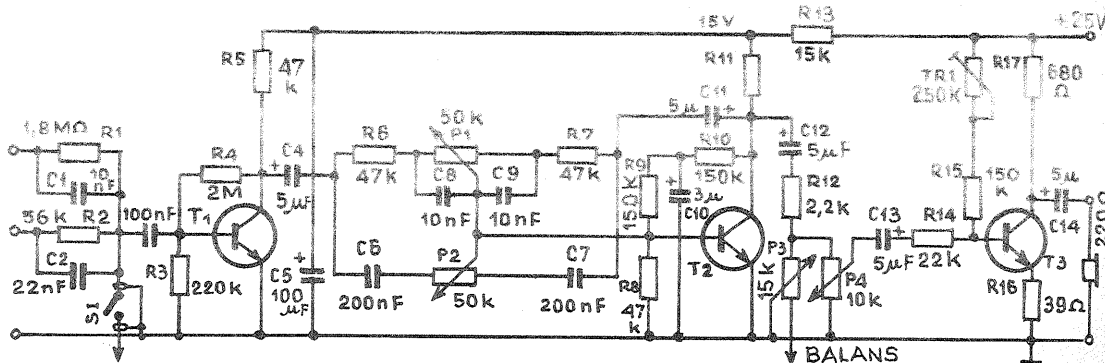 15V
R13
15k
+25V
R5
47
k
R11
TR1
250K
R17
680
Ω
1,8MΩ
R1
C1
10
nF
R4
2M
C4
5μF
R6
47k
50k
P1
C8
10nF
C9
10nF
R7
47k
5μ
C11
R10
150k
C12
5μF
R9
150K
3μ
C10
R12
2,2k
R15
150
k
5μ
C14
56k
R2
100nF
T1
C2
22nF
R3
220k
C5
100
μF
C6
200nF
P2
50k
C7
200nF
R8
47
k
T2
P3
15k
P4
10k
C13
5μF
R14
22k
T3
R16
39Ω
S1
BALANS